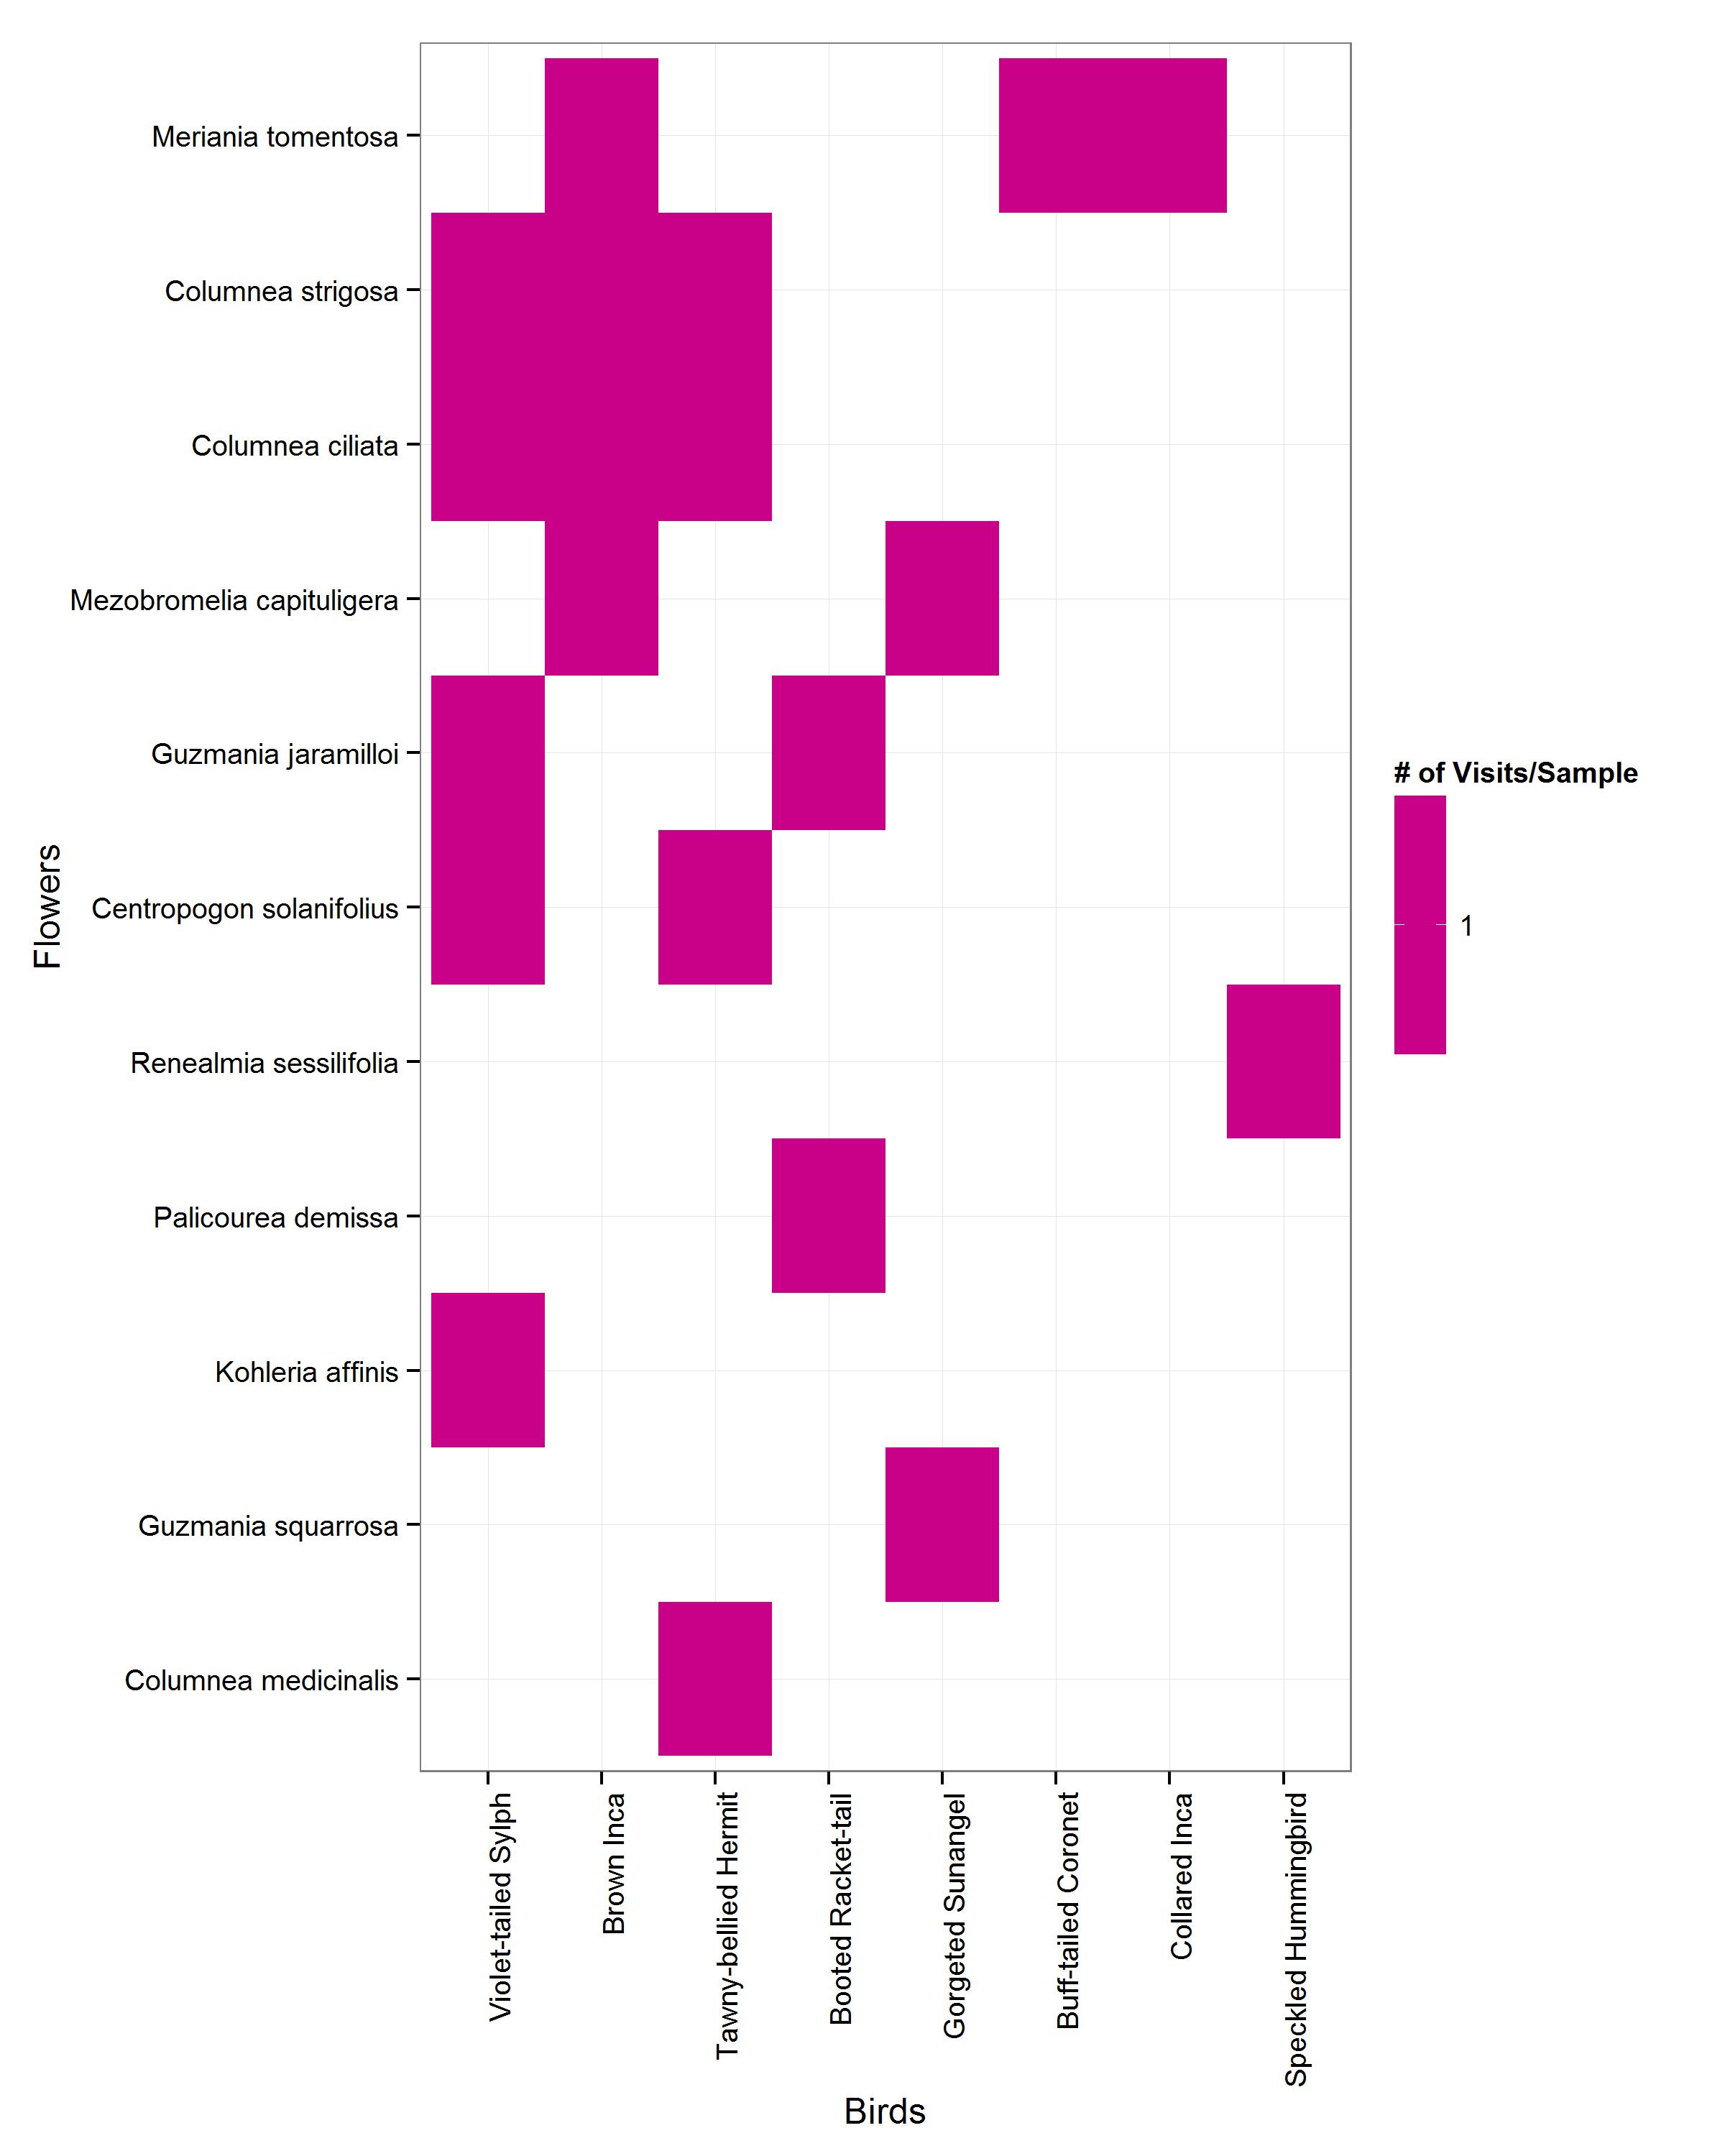 Meriania tomentosa
Columnea strigosa
Columnea ciliata
Mezobromelia capituligera
Guzmania jaramilloi
Centropogon solanifolius
Renealmia sessilifolia
Palicourea demissa
Kohleria affinis
Guzmania squarrosa
Columnea medicinalis
Flowers
Violet-tailed Sylph
Brown Inca
Tawny-bellied Hermit
Booted Racket-tail
Gorgeted Sunangel
Buff-tailed Coronet
Collared Inca
Speckled Hummingbird
Birds
# of Visits/Sample
1